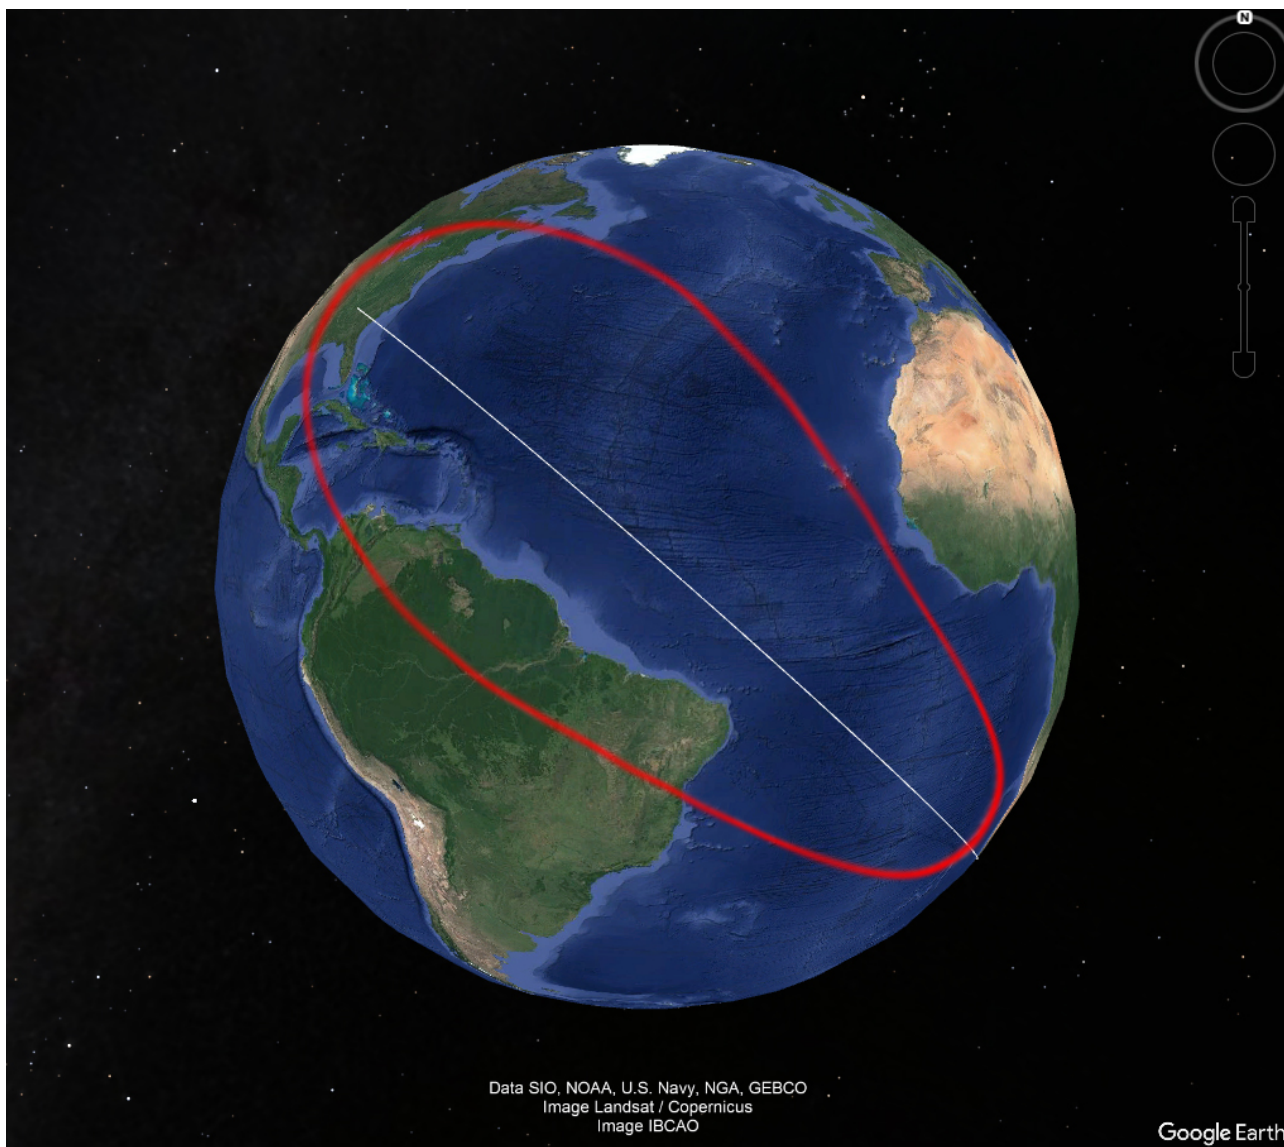 N
Data SIO, NOAA, U.S. Navy, NGA, GEBCO
Image Landsat / Copernicus
Image IBCAO
Google Earth